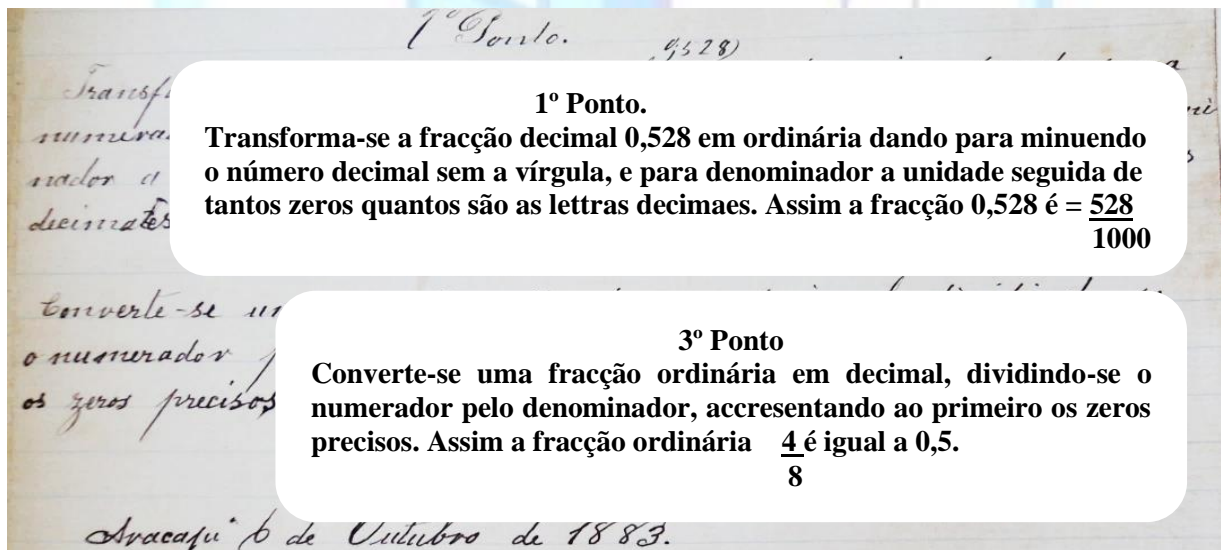 1º Ponto.
(0,528)
Transf
1º Ponto.
numera
Transforma-se a fracção decimal 0,528 em ordinária dando para minuendo
o número decimal sem a vírgula, e para denominador a unidade seguida de
nador a
tantos zeros quantos são as lettras decimaes. Assim a fracção 0,528 é = 528
decimates
1000
Converte-se um
3º Ponto
o numerador p
Converte-se uma fracção ordinária em decimal, dividindo-se o
os zeros precisos
numerador pelo denominador, accresentando ao primeiro os zeros
precisos. Assim a fracção ordinária 4 é igual a 0,5.
8
Aracajú 6 de Outubro de 1883.